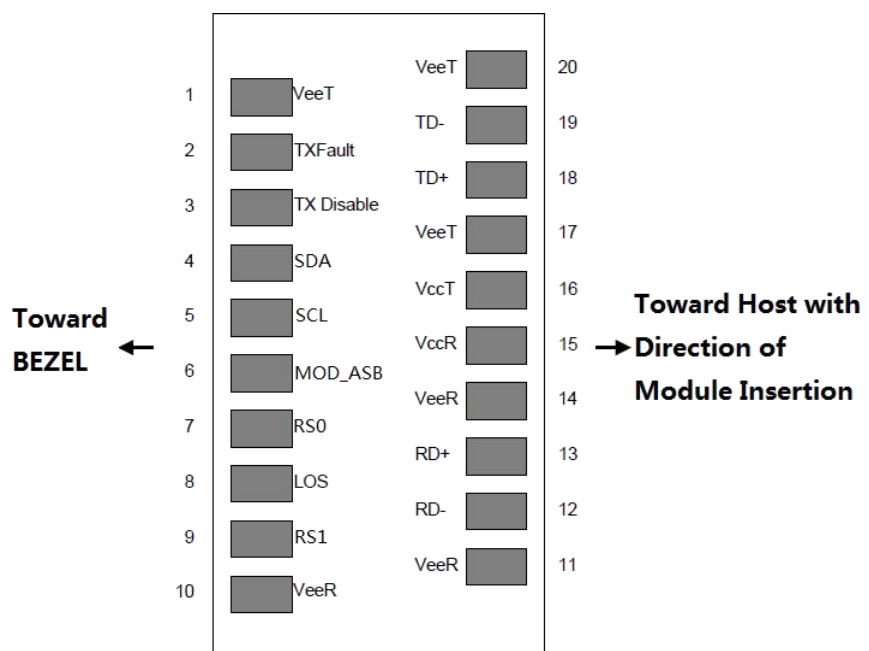 VeeT 20
1 VeeT
TD- 19
2 TXFault
TD+ 18
3 TX Disable
VeeT 17
4 SDA
VccT 16
5 SCL
Toward
BEZEL
Toward Host with
Direction of
Module Insertion
VccR 15
6 MOD_ASB
VeeR 14
7 RS0
RD+ 13
8 LOS
RD- 12
9 RS1
VeeR 11
10 VeeR